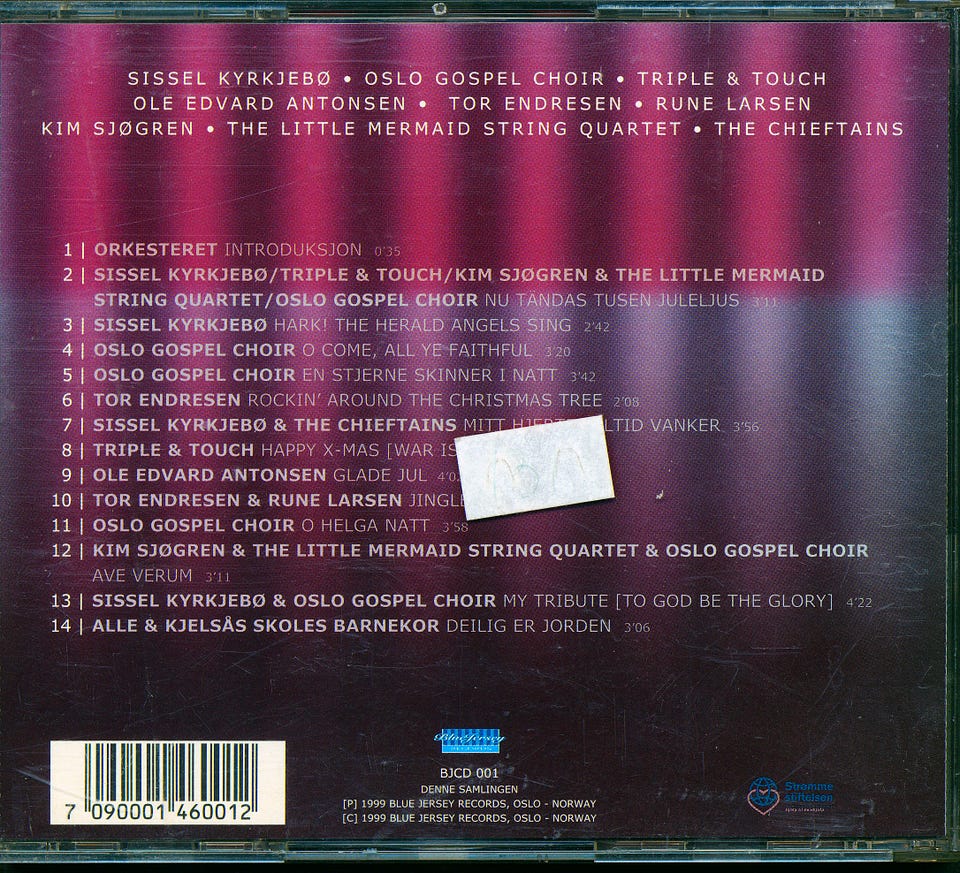 SISSEL KYRKJEBØ • OSLO GOSPEL CHOIR • TRIPLE & TOUCH
OLE EDVARD ANTONSEN • TOR ENDRESEN • RUNE LARSEN
KIM SJØGREN • THE LITTLE MERMAID STRING QUARTET • THE CHIEFTAINS
1 | ORKESTERET INTRODUKSJON 0'35
2 | SISSEL KYRKJEBØ/TRIPLE & TOUCH/KIM SJØGREN & THE LITTLE MERMAID
STRING QUARTET/OSLO GOSPEL CHOIR NU TANDAS TUSEN JULELJUS 3'11
3 | SISSEL KYRKJEBØ HARK! THE HERALD ANGELS SING 2'42
4 | OSLO GOSPEL CHOIR O COME, ALL YE FAITHFUL 3'20
5 | OSLO GOSPEL CHOIR EN STJERNE SKINNER I NATT 3'42
6 | TOR ENDRESEN ROCKIN' AROUND THE CHRISTMAS TREE 2'08
7 | SISSEL KYRKJEBØ & THE CHIEFTAINS MITT VANKER 3'56
8 | TRIPLE & TOUCH HAPPY X-MAS [WAR IS
9 | OLE EDVARD ANTONSEN GLADE JUL
10 | TOR ENDRESEN & RUNE LARSEN JINGLE
11 | OSLO GOSPEL CHOIR O HELGA NATT 3'58
12 | KIM SJØGREN & THE LITTLE MERMAID STRING QUARTET & OSLO GOSPEL CHOIR
AVE VERUM 3'11
13 | SISSEL KYRKJEBØ & OSLO GOSPEL CHOIR MY TRIBUTE [TO GOD BE THE GLORY] 4'22
14 | ALLE & KJELSÅS SKOLES BARNEKOR DEILIG ER JORDEN 3'06
BlueJersey
RECORDS
BJCD 001
DENNE SAMLINGEN
[P] 1999 BLUE JERSEY RECORDS, OSLO - NORWAY
[C] 1999 BLUE JERSEY RECORDS, OSLO - NORWAY
7 090001 460012
Strømme
stiftelsen